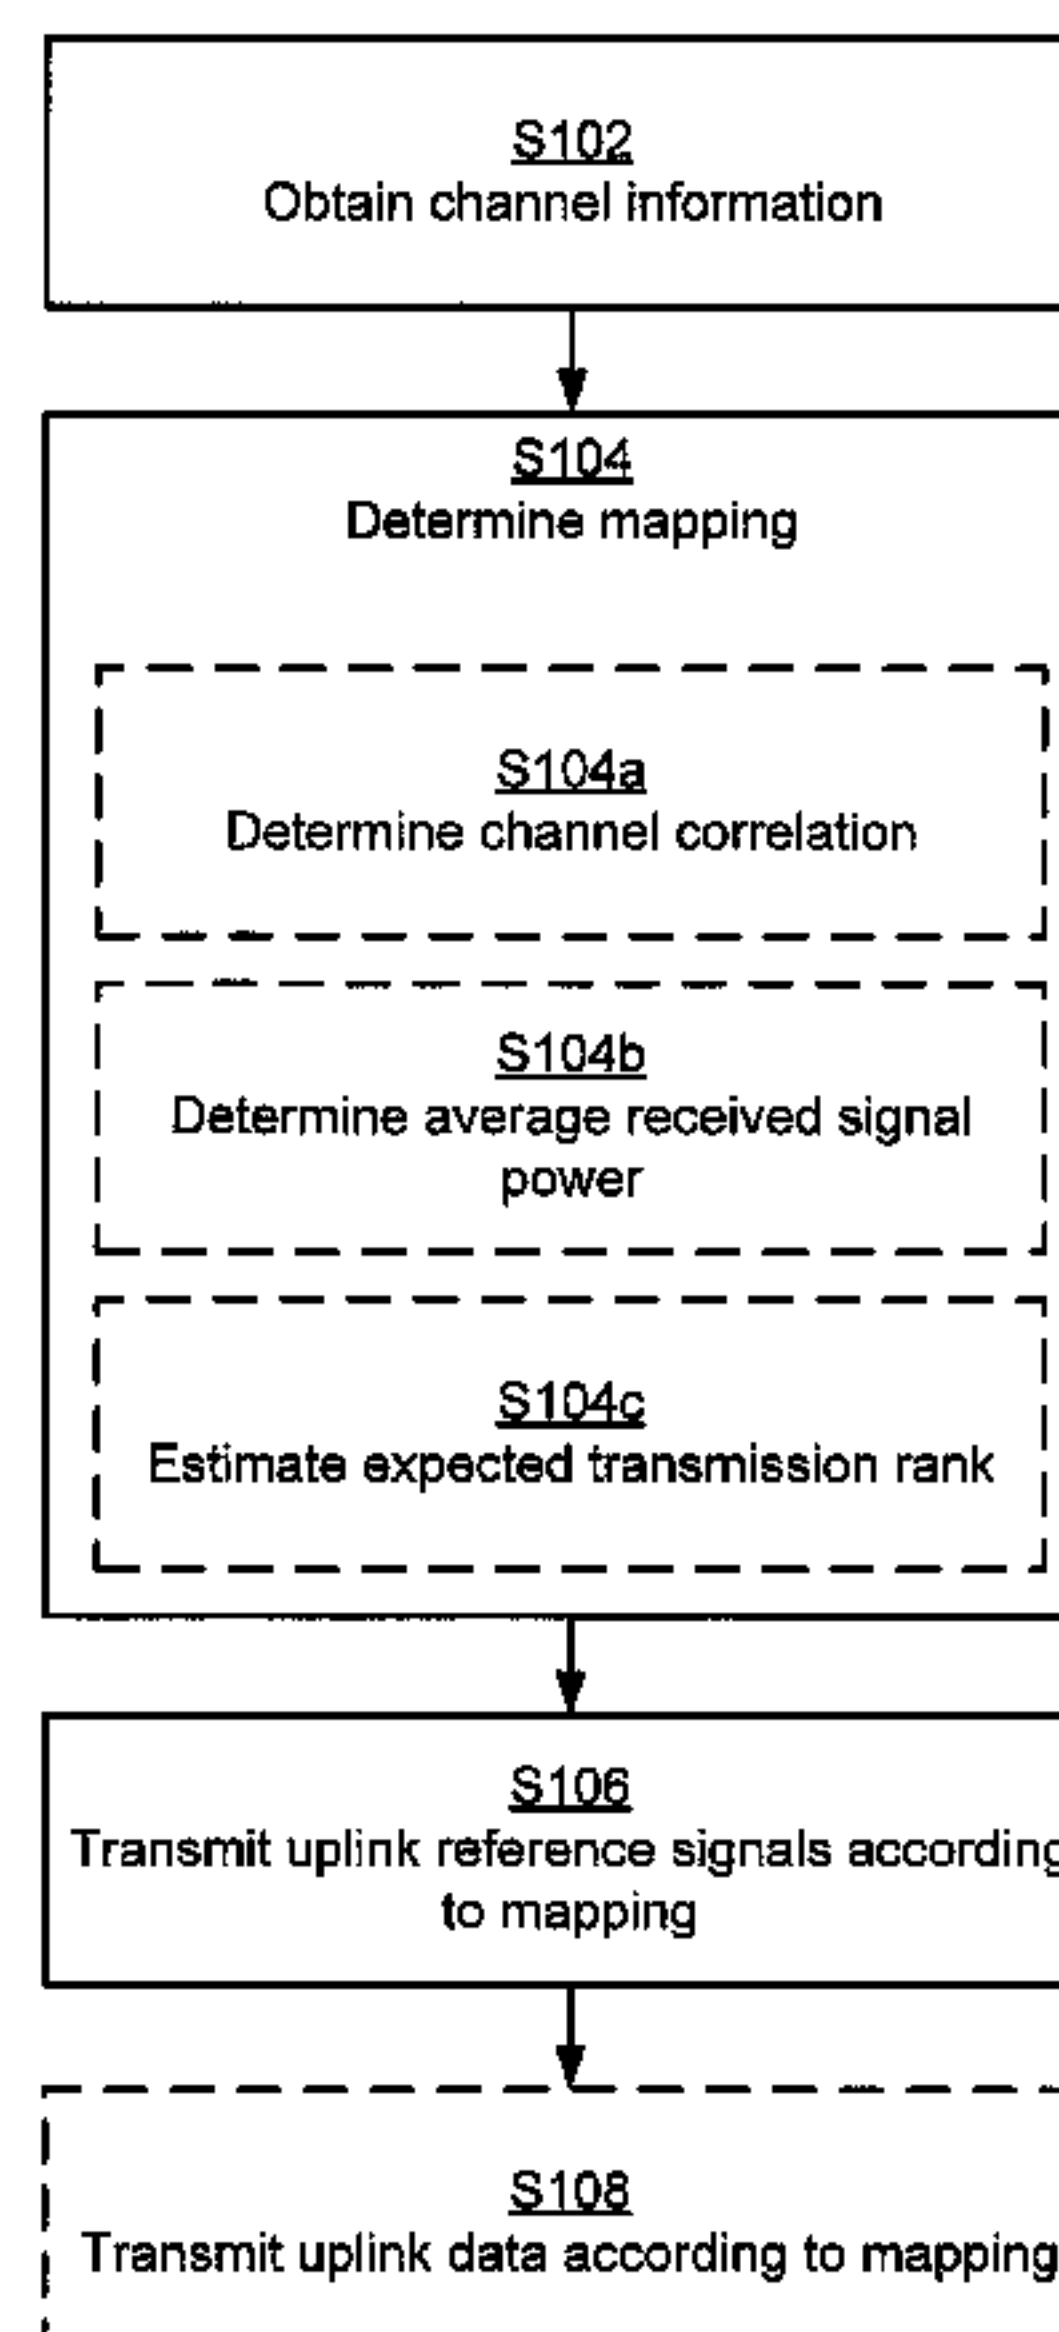 S102
Obtain channel information
S104
Determine mapping
S104a
Determine channel correlation
S104b
Determine average received signal
power
S104c
Estimate expected transmission rank
S106
Transmit uplink reference signals according
to mapping
S108
Transmit uplink data according to mapping